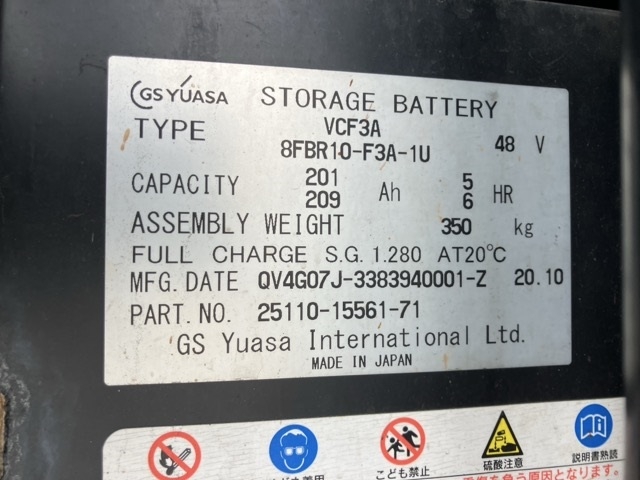 GS YUASA STORAGE BATTERY
TYPE VCF3A
8FBR10-F3A-1U 48 V
CAPACITY 201 Ah 5 HR
209 6
ASSEMBLY WEIGHT 350 kg
FULL CHARGE S.G. 1.280 AT20℃
MFG. DATE QV4G07J-3383940001-Z 20.10
PART. NO. 25110-15561-71
GS Yuasa International Ltd.
MADE IN JAPAN
こども禁止 硫酸注意 説明書熟読